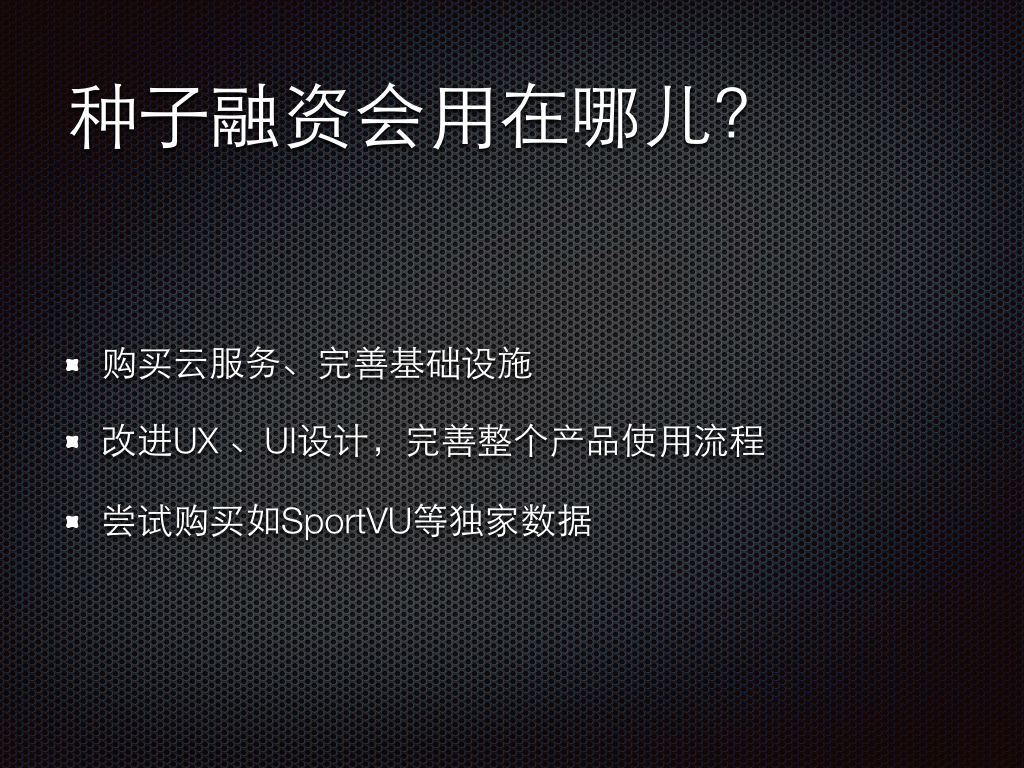 种子融资会用在哪儿？
购买云服务、完善基础设施
改进UX 、UI设计，完善整个产品使用流程
尝试购买如SportVU等独家数据